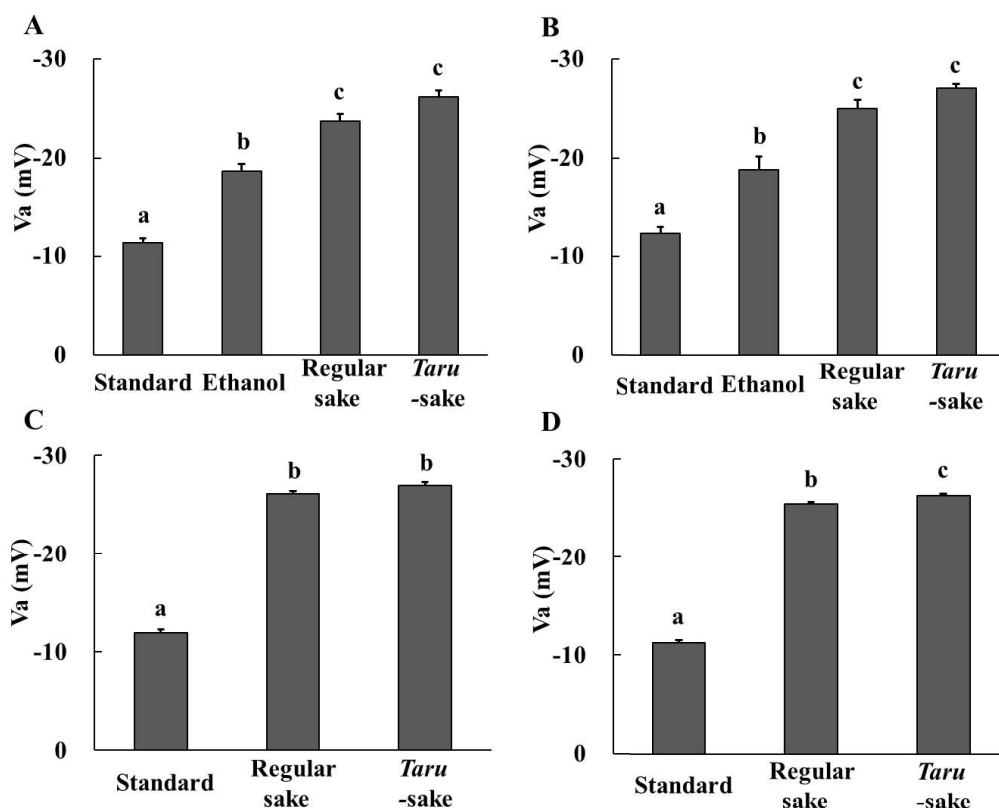 A
-30
-20
-10
0
Va (mV)
a
b
c
c
Standard
Ethanol
Regular
sake
Taru
-sake
B
-30
-20
-10
0
Va (mV)
a
b
c
c
Standard
Ethanol
Regular
sake
Taru
-sake
C
-30
-20
-10
0
Va (mV)
a
b
b
Standard
Regular
sake
Taru
-sake
D
-30
-20
-10
0
Va (mV)
a
b
c
Standard
Regular
sake
Taru
-sake